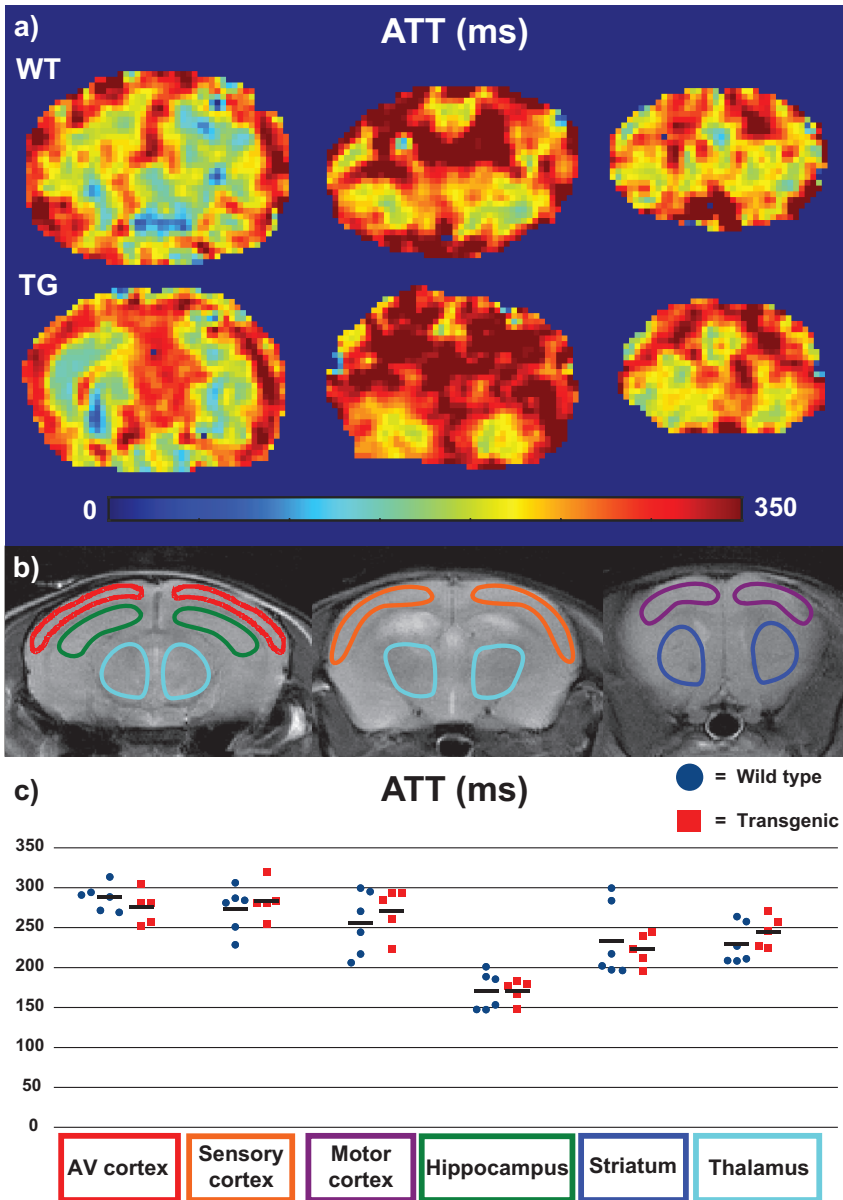 a)
ATT (ms)
WT
TG
0
350
b)
c)
ATT (ms)
= Wild type
= Transgenic
350
300
250
200
150
100
50
0
AV cortex
Sensory
cortex
Motor
cortex
Hippocampus
Striatum
Thalamus